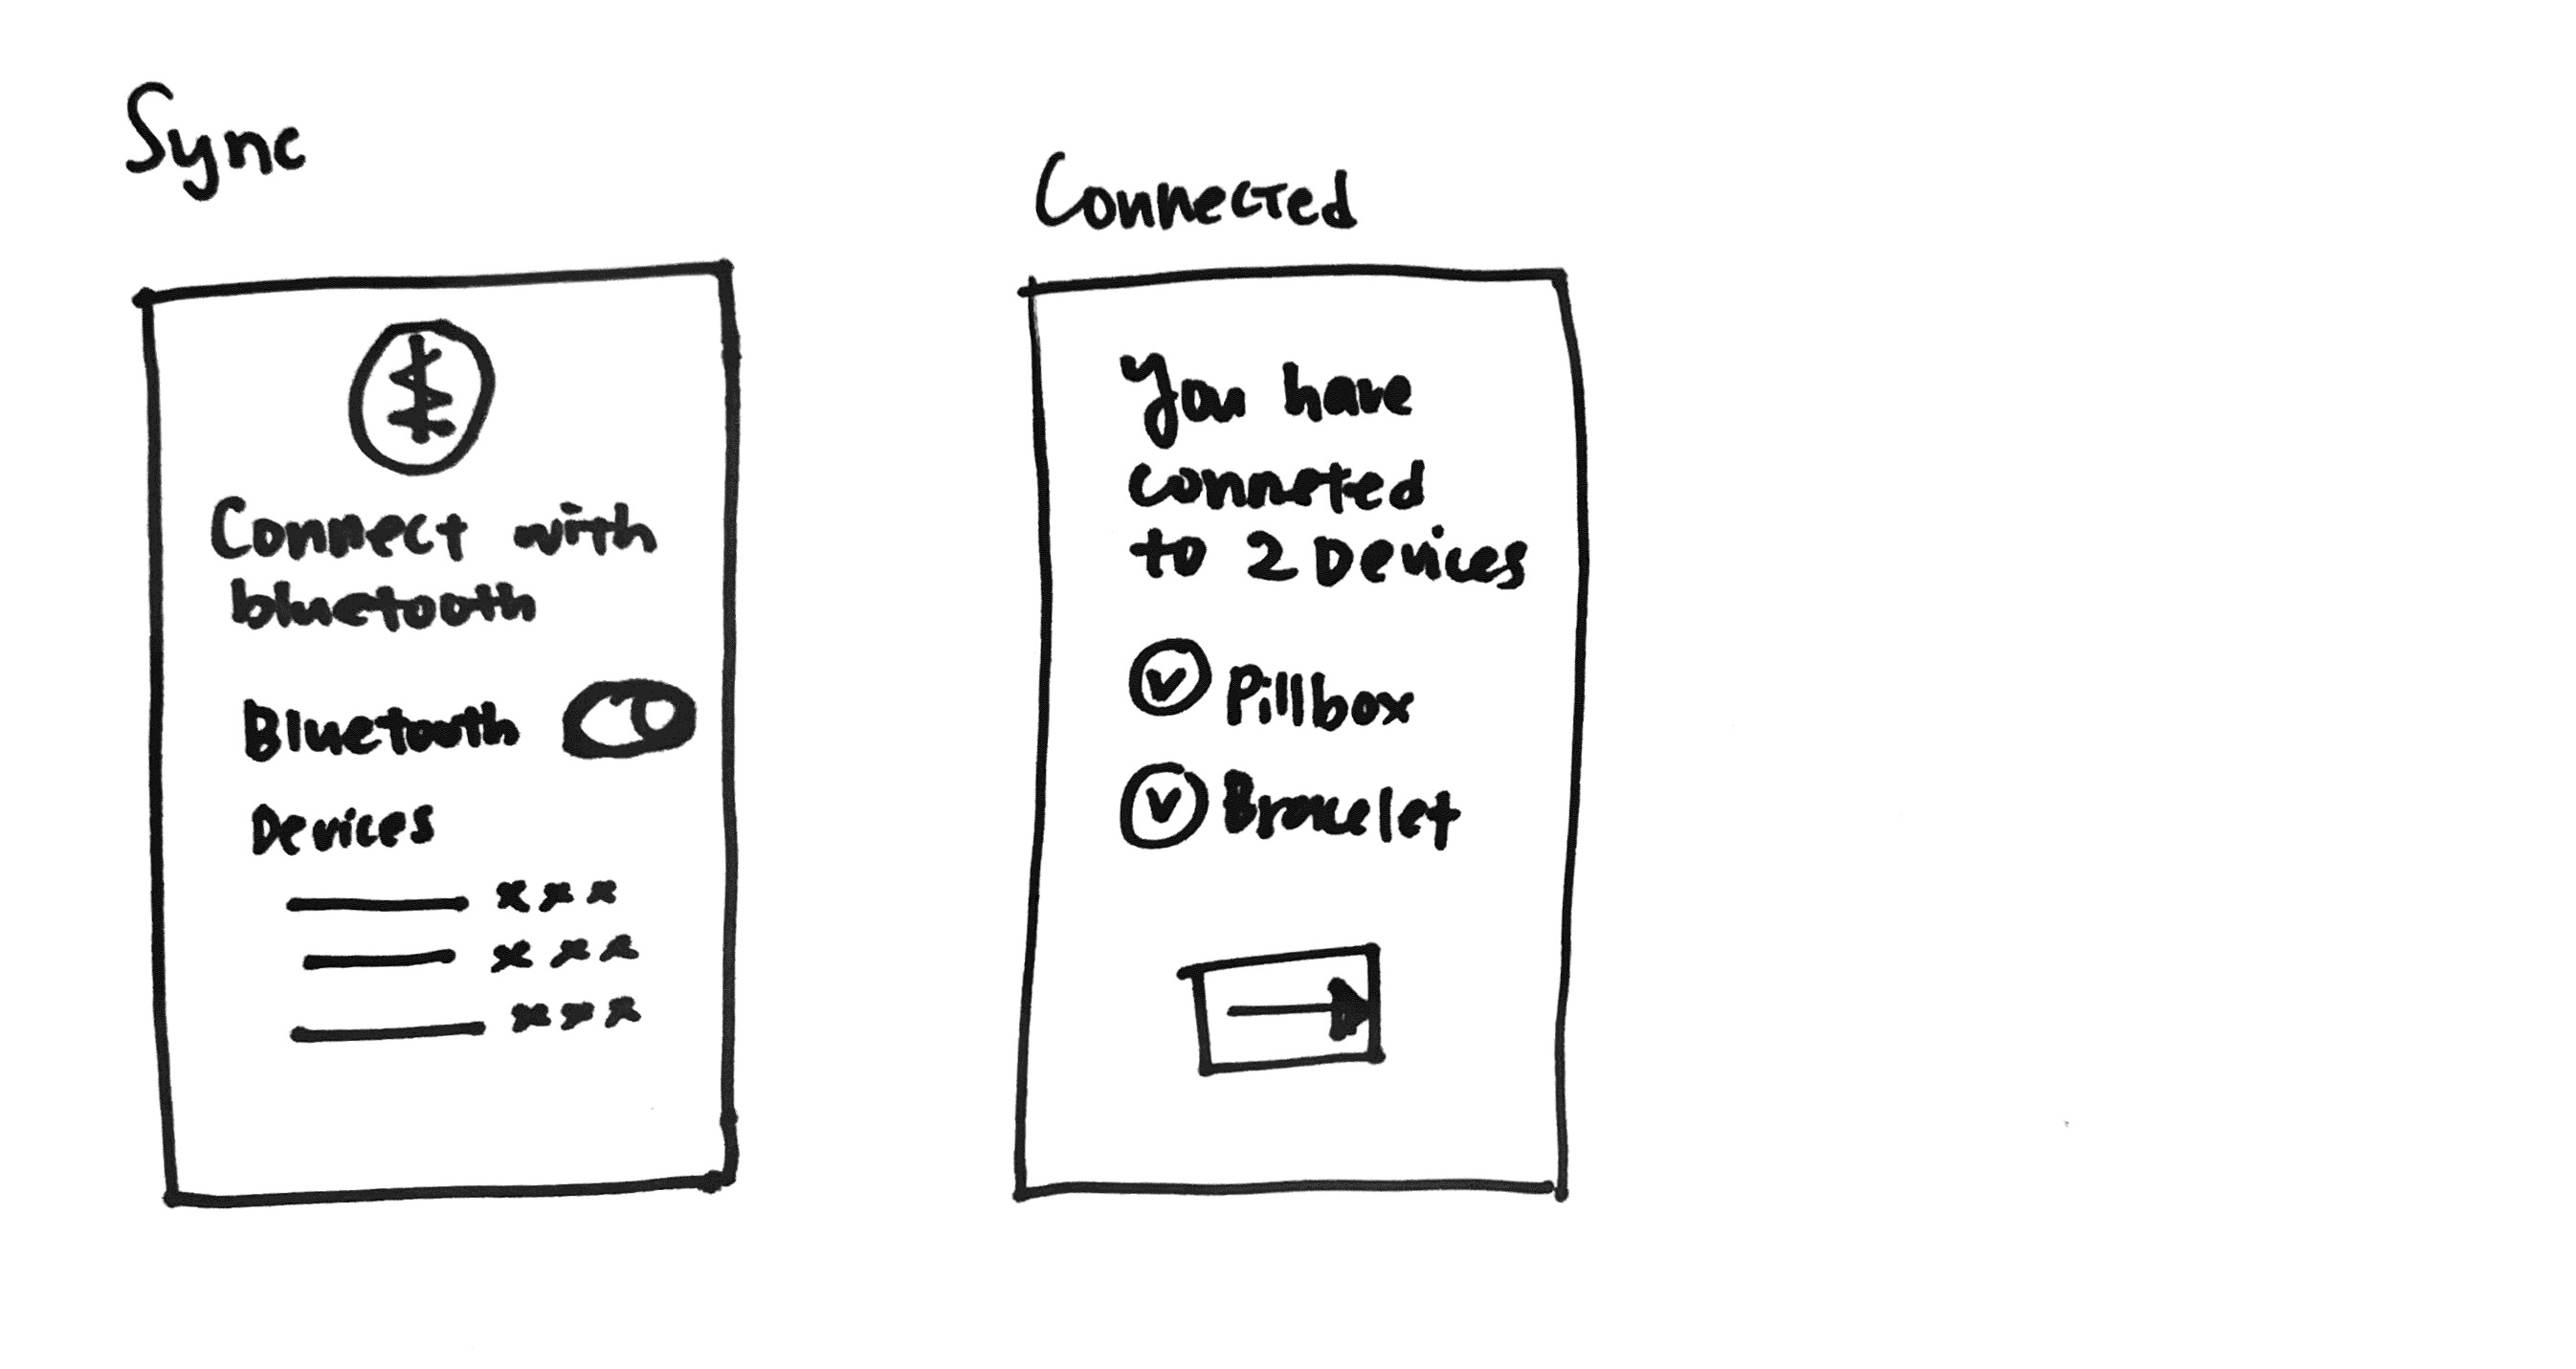 Sync
Connect with
bluetooth
Bluetooth
Devices
xxx
xxx
xxx
Connected
You have
conneted
to 2 Devices
Pillbox
Bracelet